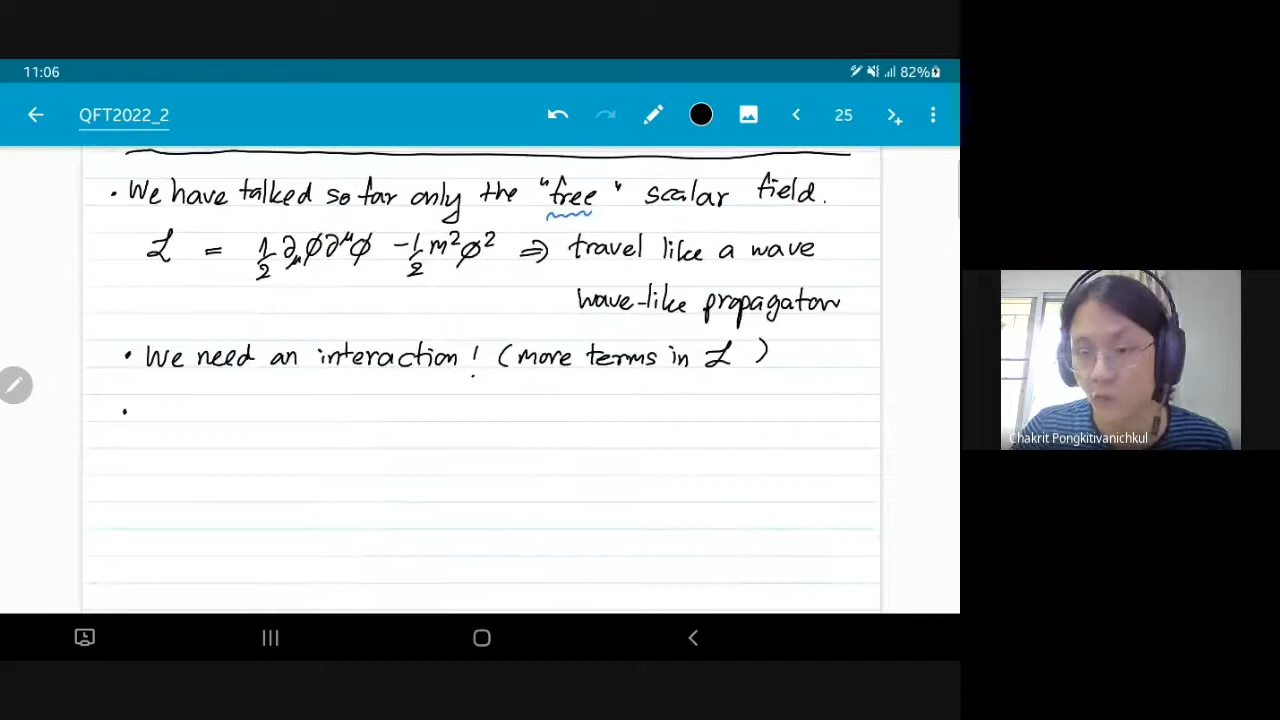 11:06
82%
QFT2022_2
25
• We have talked so far only the "free" scalar field.
ℒ = 1/2 ∂μϕ∂^μϕ - 1/2 m²ϕ² ⇒ travel like a wave
wave-like propagation
• We need an interaction! (more terms in ℒ )
•
Chakrit Pongkitivanichkul